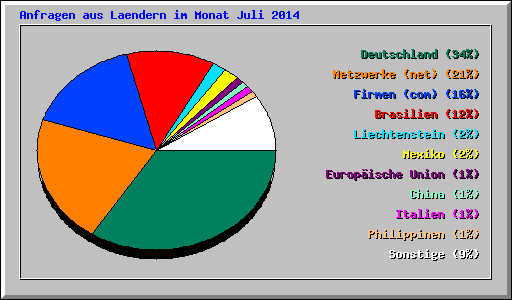 Anfragen aus Laendern im Monat Juli 2014
Deutschland (34%)
Netzwerke (net) (21%)
Firmen (com) (16%)
Brasilien (12%)
Liechtenstein (2%)
Mexiko (2%)
Europäische Union (1%)
China (1%)
Italien (1%)
Philippinen (1%)
Sonstige (9%)